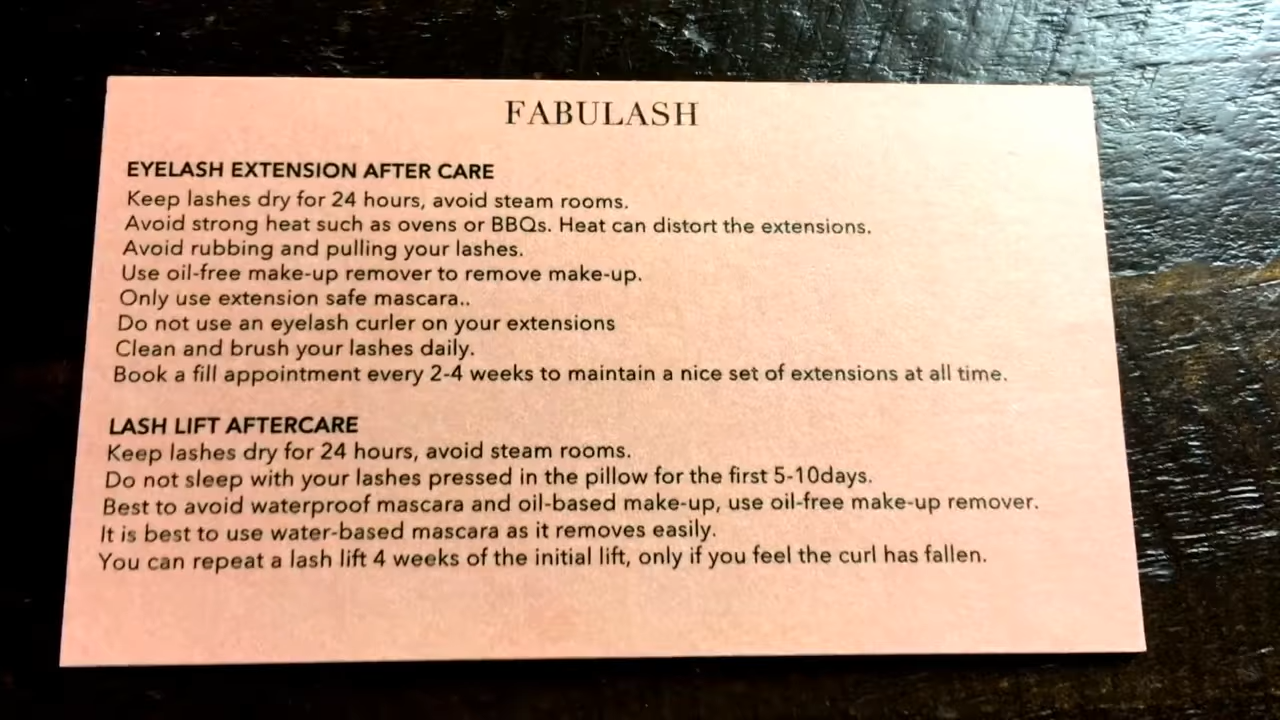 FABULASH
EYELASH EXTENSION AFTER CARE
Keep lashes dry for 24 hours, avoid steam rooms.
Avoid strong heat such as ovens or BBQs. Heat can distort the extensions.
Avoid rubbing and pulling your lashes.
Use oil-free make-up remover to remove make-up.
Only use extension safe mascara..
Do not use an eyelash curler on your extensions
Clean and brush your lashes daily.
Book a fill appointment every 2-4 weeks to maintain a nice set of extensions at all time.
LASH LIFT AFTERCARE
Keep lashes dry for 24 hours, avoid steam rooms.
Do not sleep with your lashes pressed in the pillow for the first 5-10days.
Best to avoid waterproof mascara and oil-based make-up, use oil-free make-up remover.
It is best to use water-based mascara as it removes easily.
You can repeat a lash lift 4 weeks of the initial lift, only if you feel the curl has fallen.